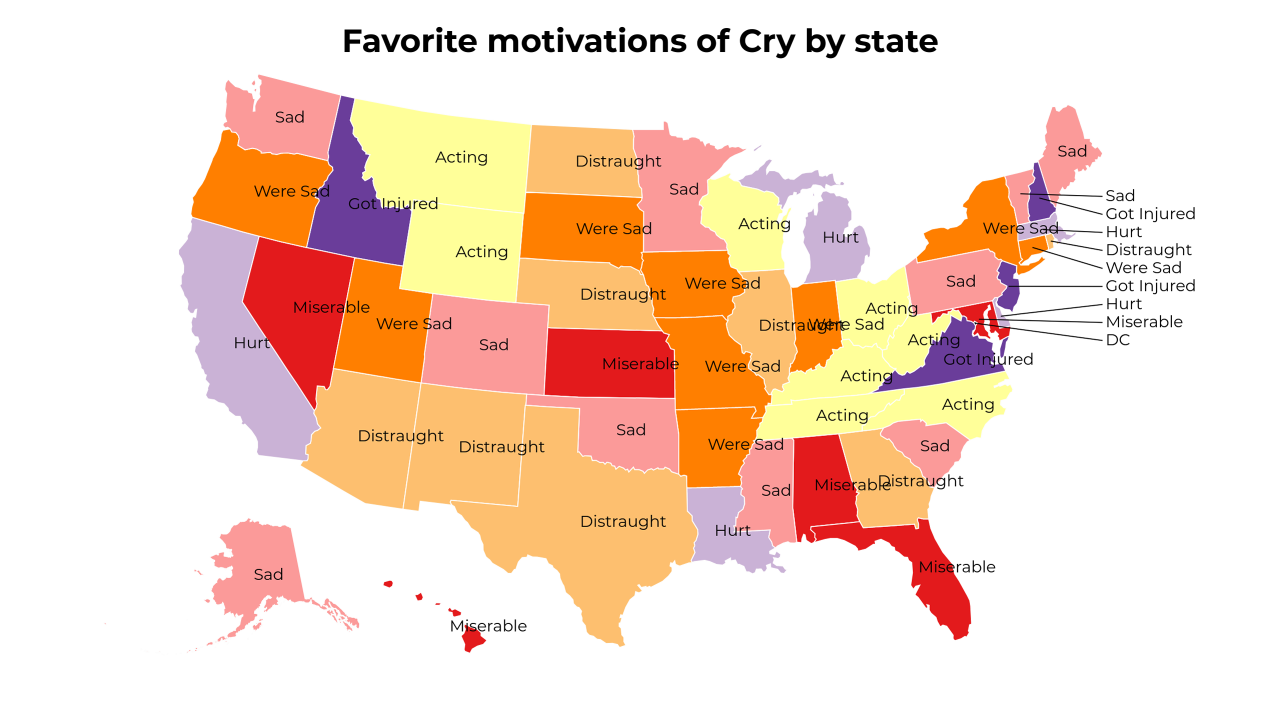 Favorite motivations of Cry by state
Sad
Acting
Distraught
Sad
Sad
Were Sad
Got Injured
Acting
Were Sad
Acting
Hurt
Were Sad
Sad
Got Injured
Hurt
Distraught
Were Sad
Got Injured
Hurt
Miserable
DC
Miserable
Were Sad
Distraught
Were Sad
Distraught
Were Sad
Acting
Sad
Hurt
Sad
Miserable
Were Sad
Acting
Acting
Got Injured
Distraught
Distraught
Sad
Were Sad
Acting
Acting
Sad
Distraught
Sad
Miserable
Distraught
Hurt
Sad
Miserable
Miserable